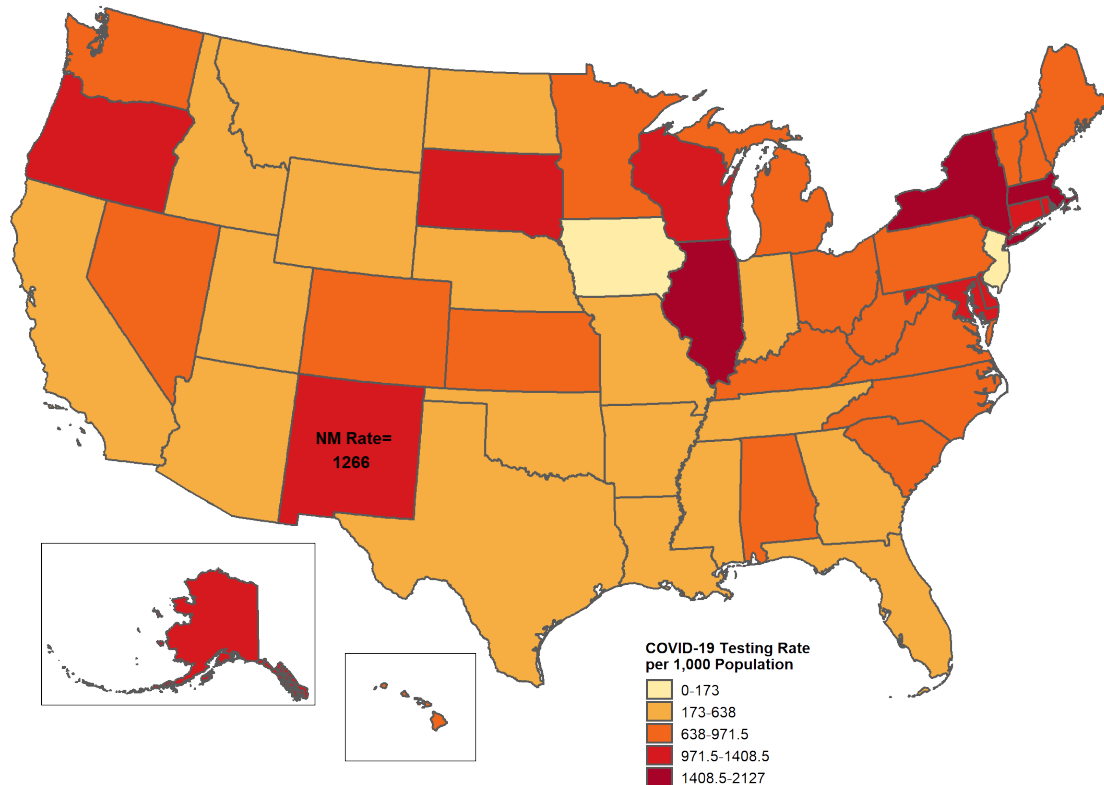 NM Rate=
1266
COVID-19 Testing Rate
per 1,000 Population
0-173
173-638
638-971.5
971.5-1408.5
1408.5-2127